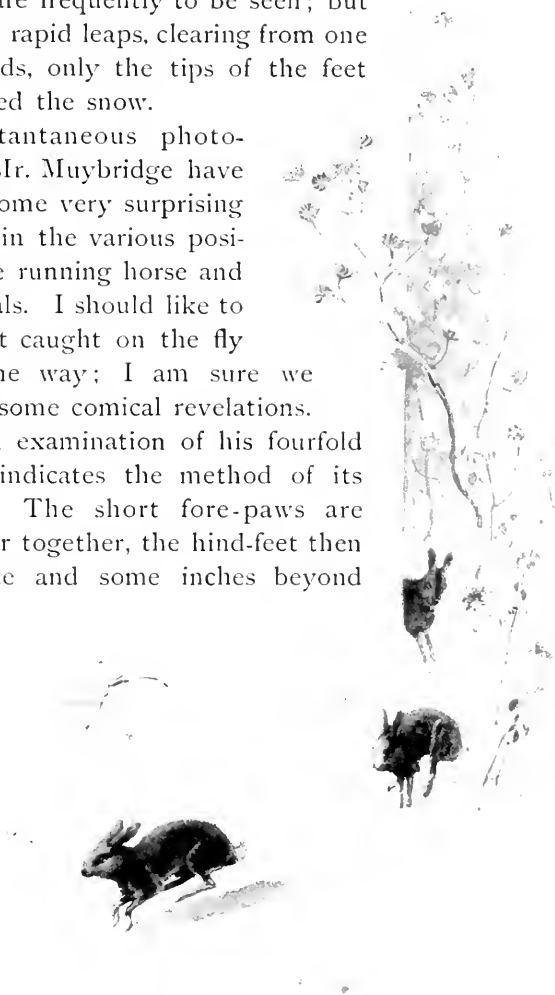 are frequently to be seen; but
rapid leaps, clearing from one
ds, only the tips of the feet
ed the snow.
tantaneous photo-
Mr. Muybridge have
ome very surprising
in the various posi-
e running horse and
als. I should like to
t caught on the fly
ne way; I am sure we
some comical revelations.
examination of his fourfold
indicates the method of its
The short fore-paws are
r together, the hind-feet then
e and some inches beyond